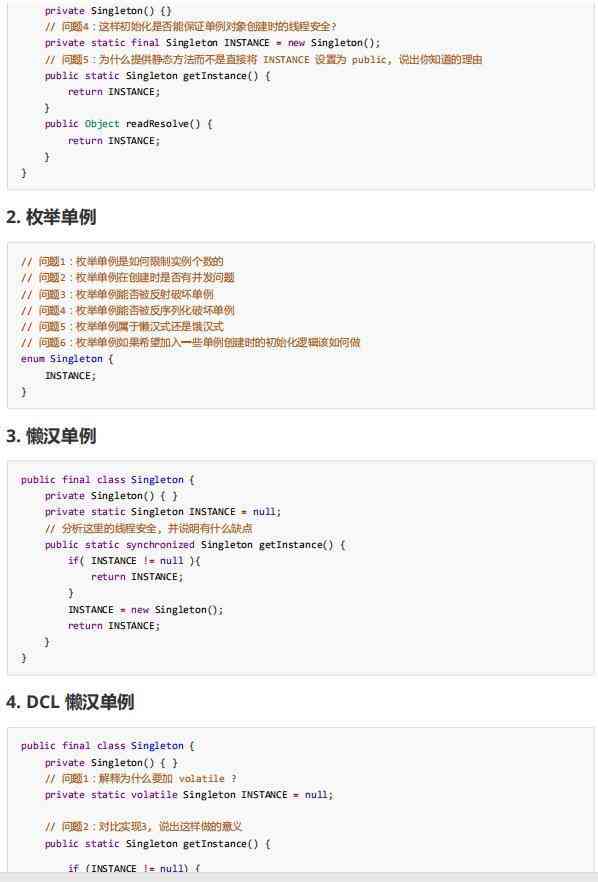 private Singleton() {}
// 问题4：这样初始化是否能保证单例对象创建时的线程安全?
private static final Singleton INSTANCE = new Singleton();
// 问题5：为什么提供静态方法而不是直接将 INSTANCE 设置为 public, 说出你知道的理由
public static Singleton getInstance() {
return INSTANCE;
}
public Object readResolve() {
return INSTANCE;
}
}
2. 枚举单例
// 问题1：枚举单例是如何限制实例个数的
// 问题2：枚举单例在创建时是否有并发问题
// 问题3：枚举单例能否被反射破坏单例
// 问题4：枚举单例能否被反序列化破坏单例
// 问题5：枚举单例属于懒汉式还是饿汉式
// 问题6：枚举单例如果希望加入一些单例创建时的初始化逻辑该如何做
enum Singleton {
INSTANCE;
}
3. 懒汉单例
public final class Singleton {
private Singleton() { }
private static Singleton INSTANCE = null;
// 分析这里的线程安全, 并说明有什么缺点
public static synchronized Singleton getInstance() {
if( INSTANCE != null ){
return INSTANCE;
}
INSTANCE = new Singleton();
return INSTANCE;
}
}
4. DCL 懒汉单例
public final class Singleton {
private Singleton() { }
// 问题1：解释为什么要加 volatile ?
private static volatile Singleton INSTANCE = null;
// 问题2：对比实现3, 说出这样做的意义
public static Singleton getInstance() {
if (INSTANCE != null) {